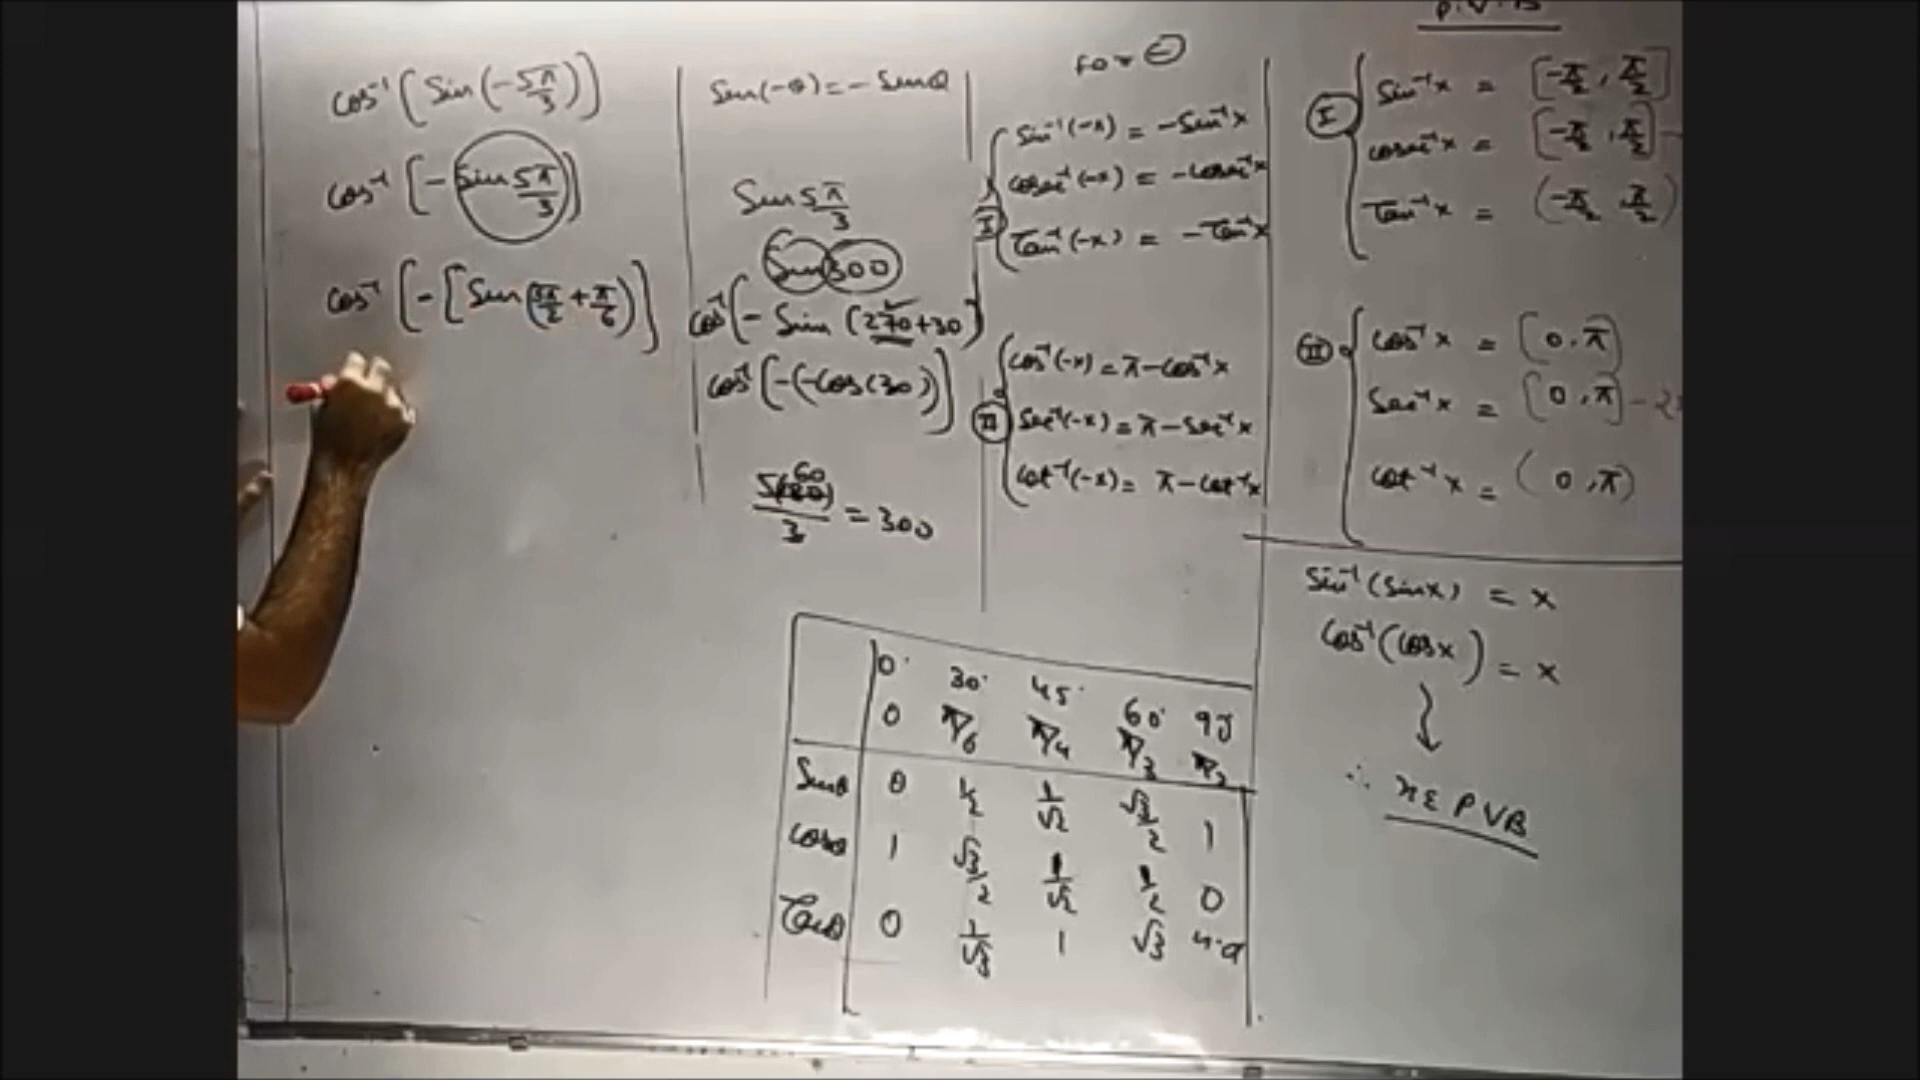 cos⁻¹(Sin(-5π/3))
cos⁻¹[-Sin 5π/3]
cos⁻¹[-[Sin(3π/2+π/6)]]
Sin(-θ)=-Sinθ
Sin 5π/3
Sin 300
cos⁻¹(-Sin(270+30)
cos⁻¹[-(-Cos(30))]
5(180)/3 = 300
60
For ⊖
I
Sin⁻¹(-x) = -Sin⁻¹x
cosec⁻¹(-x) = -cosec⁻¹x
Tan⁻¹(-x) = -Tan⁻¹x
II
cos⁻¹(-x) = π-cos⁻¹x
Sec⁻¹(-x) = π-Sec⁻¹x
cot⁻¹(-x) = π-cot⁻¹x
P.V.B
I
Sin⁻¹x = [-π/2, π/2]
cosec⁻¹x = [-π/2, π/2]-
Tan⁻¹x = (-π/2, π/2)
II
cos⁻¹x = [0,π]
Sec⁻¹x = [0,π]-
cot⁻¹x = (0,π)
Sin⁻¹(Sinx) = x
Cos⁻¹(cosx) = x
∴ x ε PVB
0° 30° 45° 60° 90
0 π/6 π/4 π/3 π/2
Sinθ 0 1/2 1/√2 √3/2 1
Cosθ 1 √3/2 1/√2 1/2 0
Tanθ 0 1/√3 1 √3 n.d